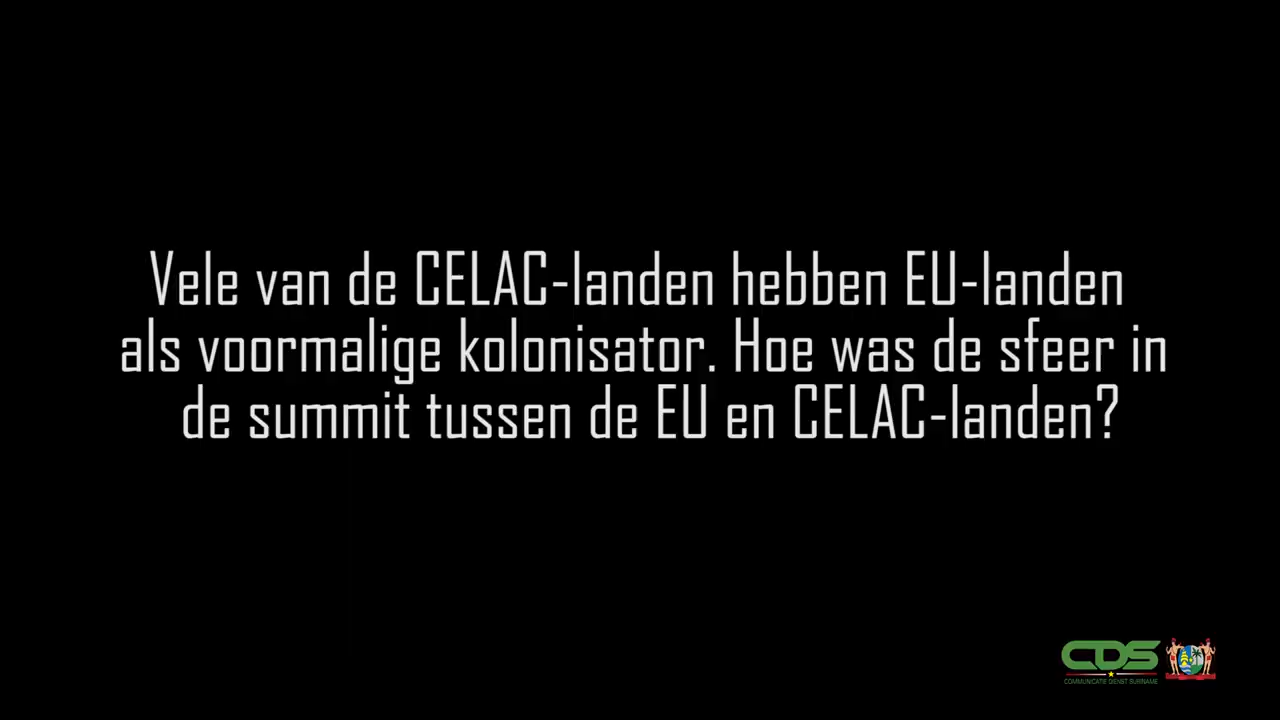 Vele van de CELAC-landen hebben EU-landen
als voormalige kolonisator. Hoe was de sfeer in
de summit tussen de EU en CELAC-landen?
CDS
COMMUNICATIE DIENST SURINAME